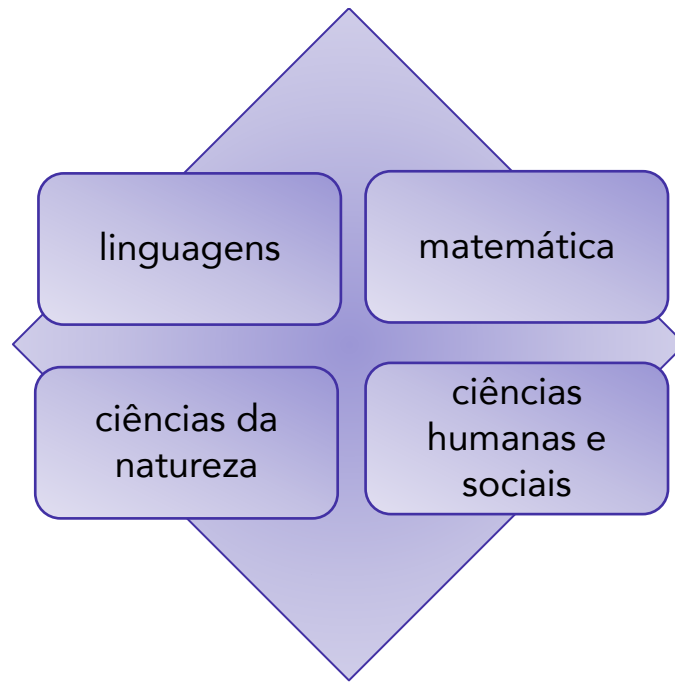 linguagens
matemática
ciências da
natureza
ciências
humanas e
sociais